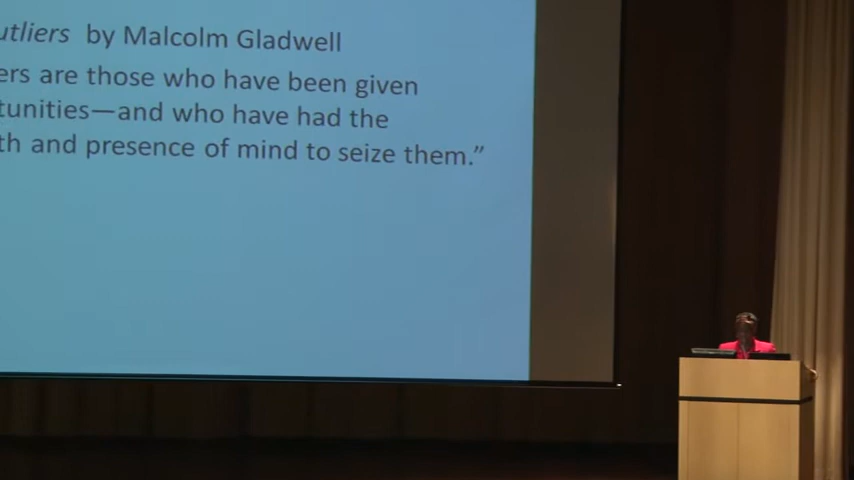 utliers by Malcolm Gladwell
ers are those who have been given
tunities—and who have had the
th and presence of mind to seize them.”